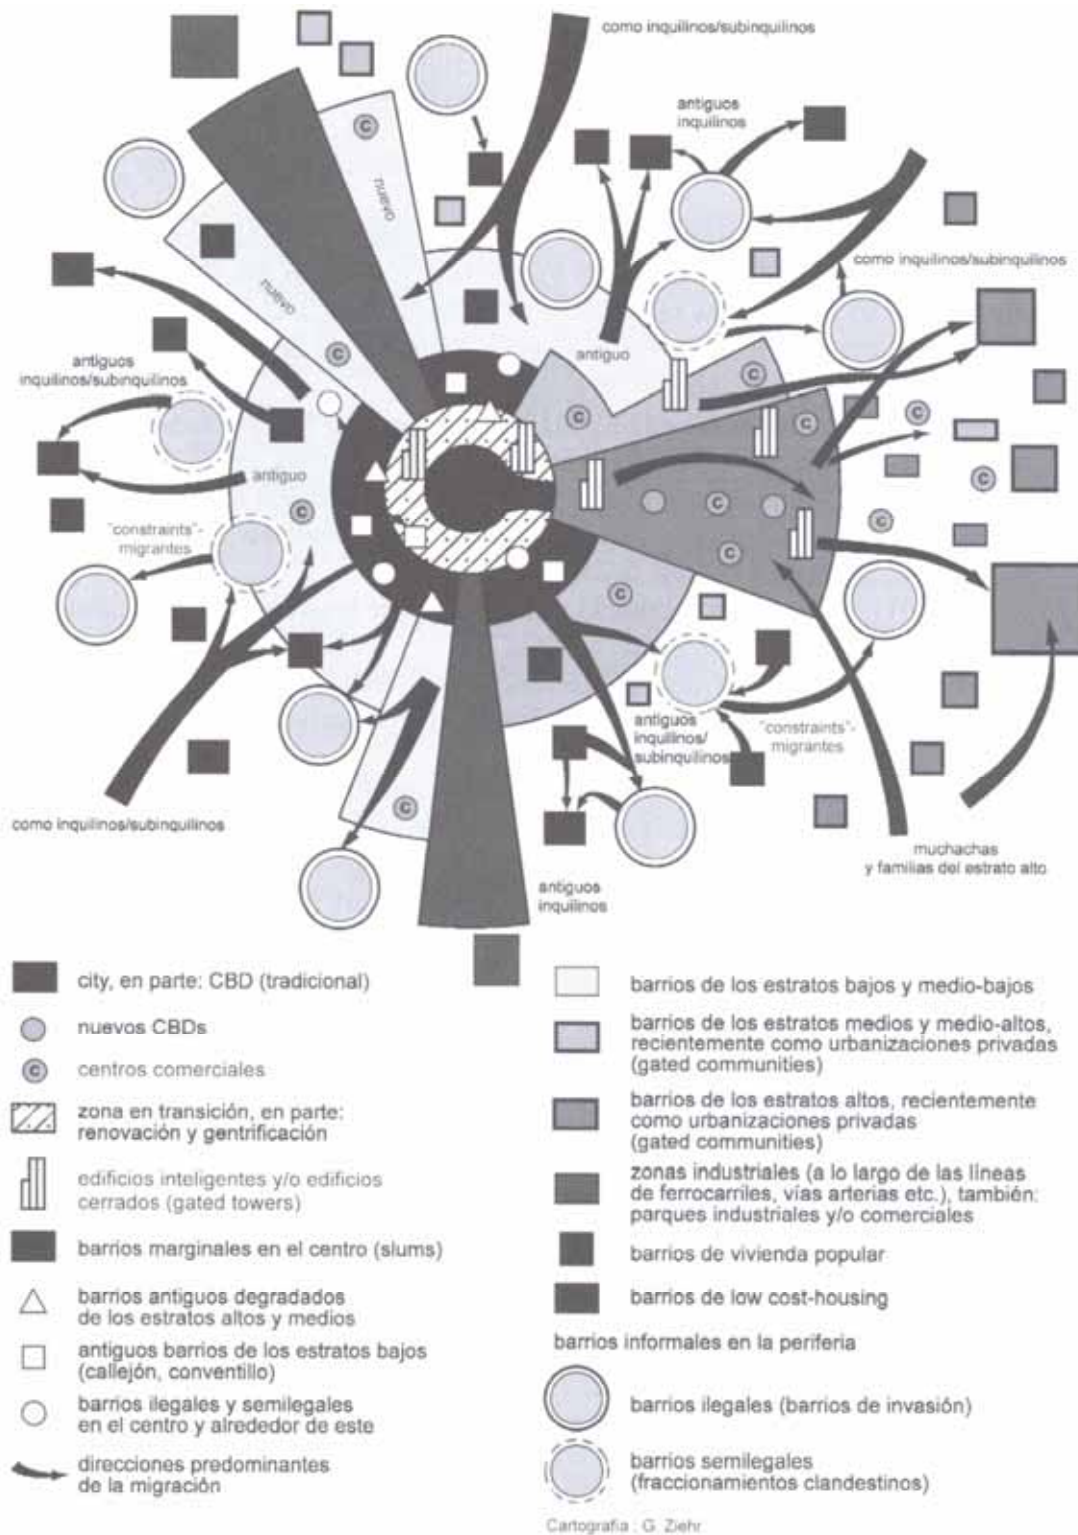 como inquilinos/subinquilinos
antiguos
inquilinos
C
nuevo
como inquilinos/subinquilinos
nuevo
antiguo
C
C
antiguos
inquilinos/subinquilinos
C
C
C
antiguo
C
C
C
C
"constraints"-
migrantes
C
C
C
antiguos
inquilinos/
subinquilinos
"constraints"-
migrantes
C
como inquilinos/subinquilinos
muchachas
y familias del estrato alto
antiguos
inquilinos
city, en parte: CBD (tradicional)
nuevos CBDs
C
centros comerciales
zona en transición, en parte:
renovación y gentrificación
edificios inteligentes y/o edificios
cerrados (gated towers)
barrios marginales en el centro (slums)
barrios antiguos degradados
de los estratos altos y medios
antiguos barrios de los estratos bajos
(callejón, conventillo)
barrios ilegales y semilegales
en el centro y alrededor de este
direcciones predominantes
de la migración
barrios de los estratos bajos y medio-bajos
barrios de los estratos medios y medio-altos,
recientemente como urbanizaciones privadas
(gated communities)
barrios de los estratos altos, recientemente
como urbanizaciones privadas
(gated communities)
zonas industriales (a lo largo de las líneas
de ferrocarriles, vías arterias etc.), también:
parques industriales y/o comerciales
barrios de vivienda popular
barrios de low cost-housing
barrios informales en la periferia
barrios ilegales (barrios de invasión)
barrios semilegales
(fraccionamientos clandestinos)
Cartografia : G. Ziehr